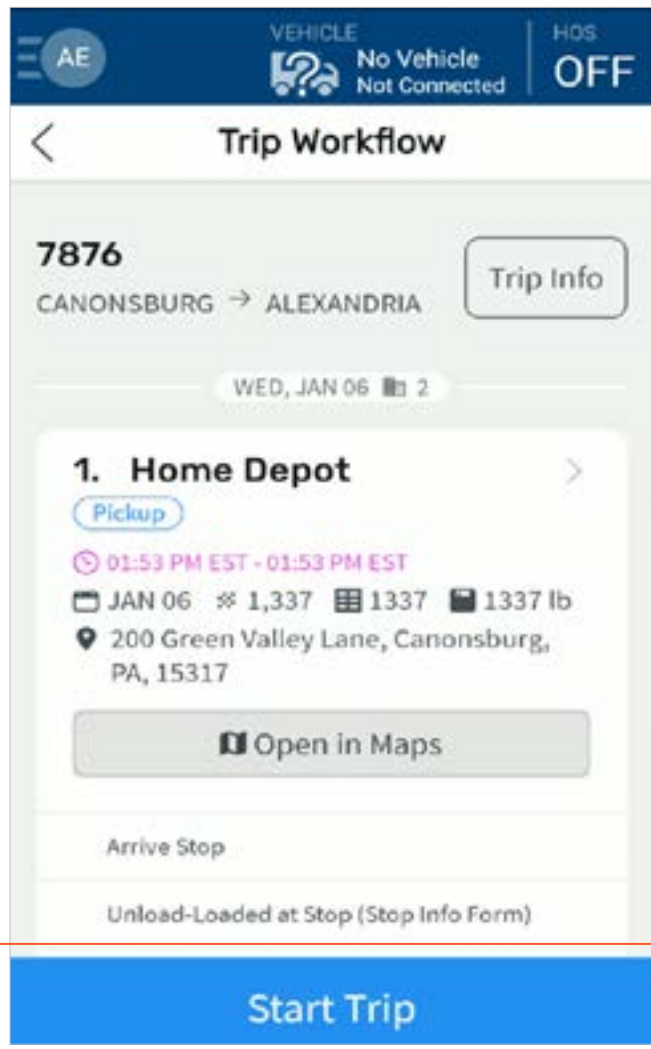 AE
VEHICLE
No Vehicle
Not Connected
HOS
OFF
Trip Workflow
7876
CANONSBURG → ALEXANDRIA
Trip Info
WED, JAN 06 2
1. Home Depot
Pickup
01:53 PM EST - 01:53 PM EST
JAN 06 1,337 1337 1337 lb
200 Green Valley Lane, Canonsburg,
PA, 15317
Open in Maps
Arrive Stop
Unload-Loaded at Stop (Stop Info Form)
Start Trip